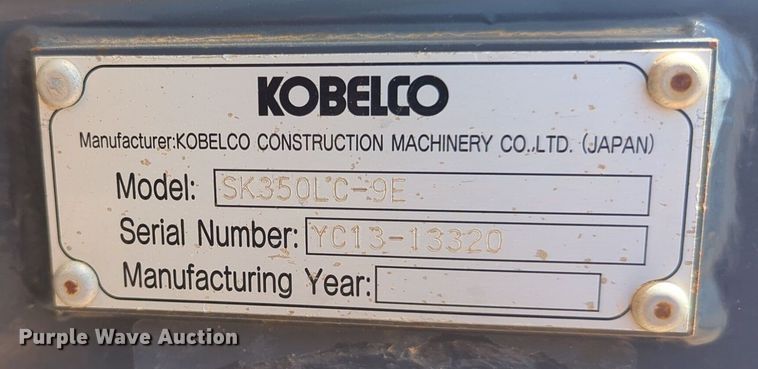 KOBELCO
Manufacturer:KOBELCO CONSTRUCTION MACHINERY CO.,LTD. (JAPAN)
Model: SK350LC-9E
Serial Number: YC13-13320
Manufacturing Year:
Purple Wave Auction